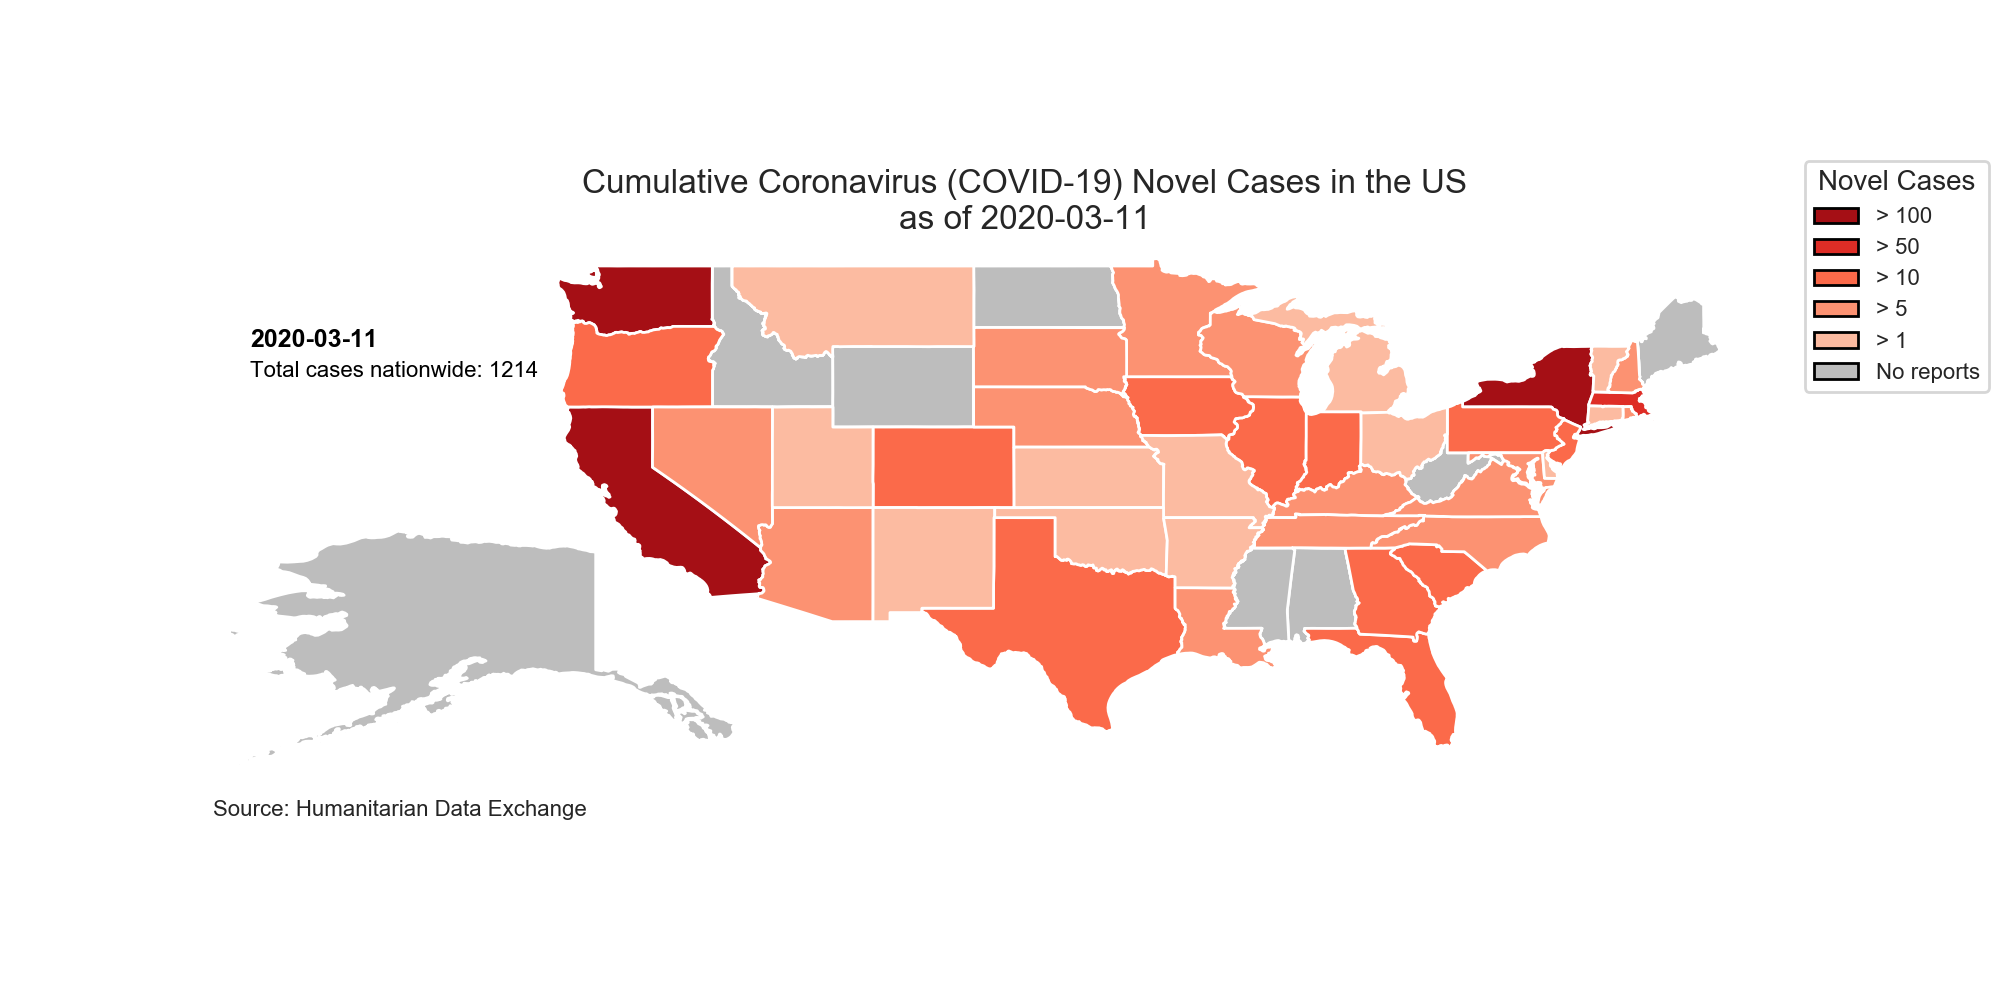 Cumulative Coronavirus (COVID-19) Novel Cases in the US
as of 2020-03-11
Novel Cases
> 100
> 50
> 10
> 5
> 1
No reports
2020-03-11
Total cases nationwide: 1214
Source: Humanitarian Data Exchange